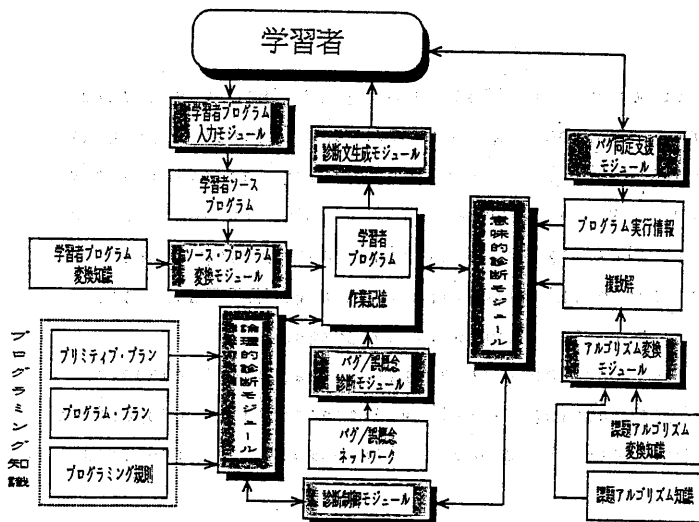 学習者
学習者プログラム
入力モジュール
診断文生成モジュール
バグ同定支援
モジュール
学習者ソース
プログラム
プログラム実行情報
学習者プログラム
変換知識
ソース・プログラム
変換モジュール
学習者
プログラム
作業記憶
意味的診断モジュール
複数解
論理的診断モジュール
プログラミング知識
プリミティブ・プラン
プログラム・プラン
プログラミング規則
バグ/誤概念
診断モジュール
バグ/誤概念
ネットワーク
診断制御モジュール
アルゴリズム変換
モジュール
課題アルゴリズム
変換知識
課題アルゴリズム知識